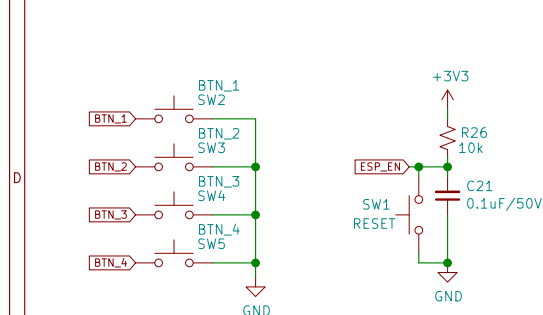 D
BTN_1
SW2
BTN_1
BTN_2
SW3
BTN_2
BTN_3
SW4
BTN_3
BTN_4
SW5
BTN_4
GND
+3V3
R26
10k
ESP_EN
C21
0.1uF/50V
SW1
RESET
GND